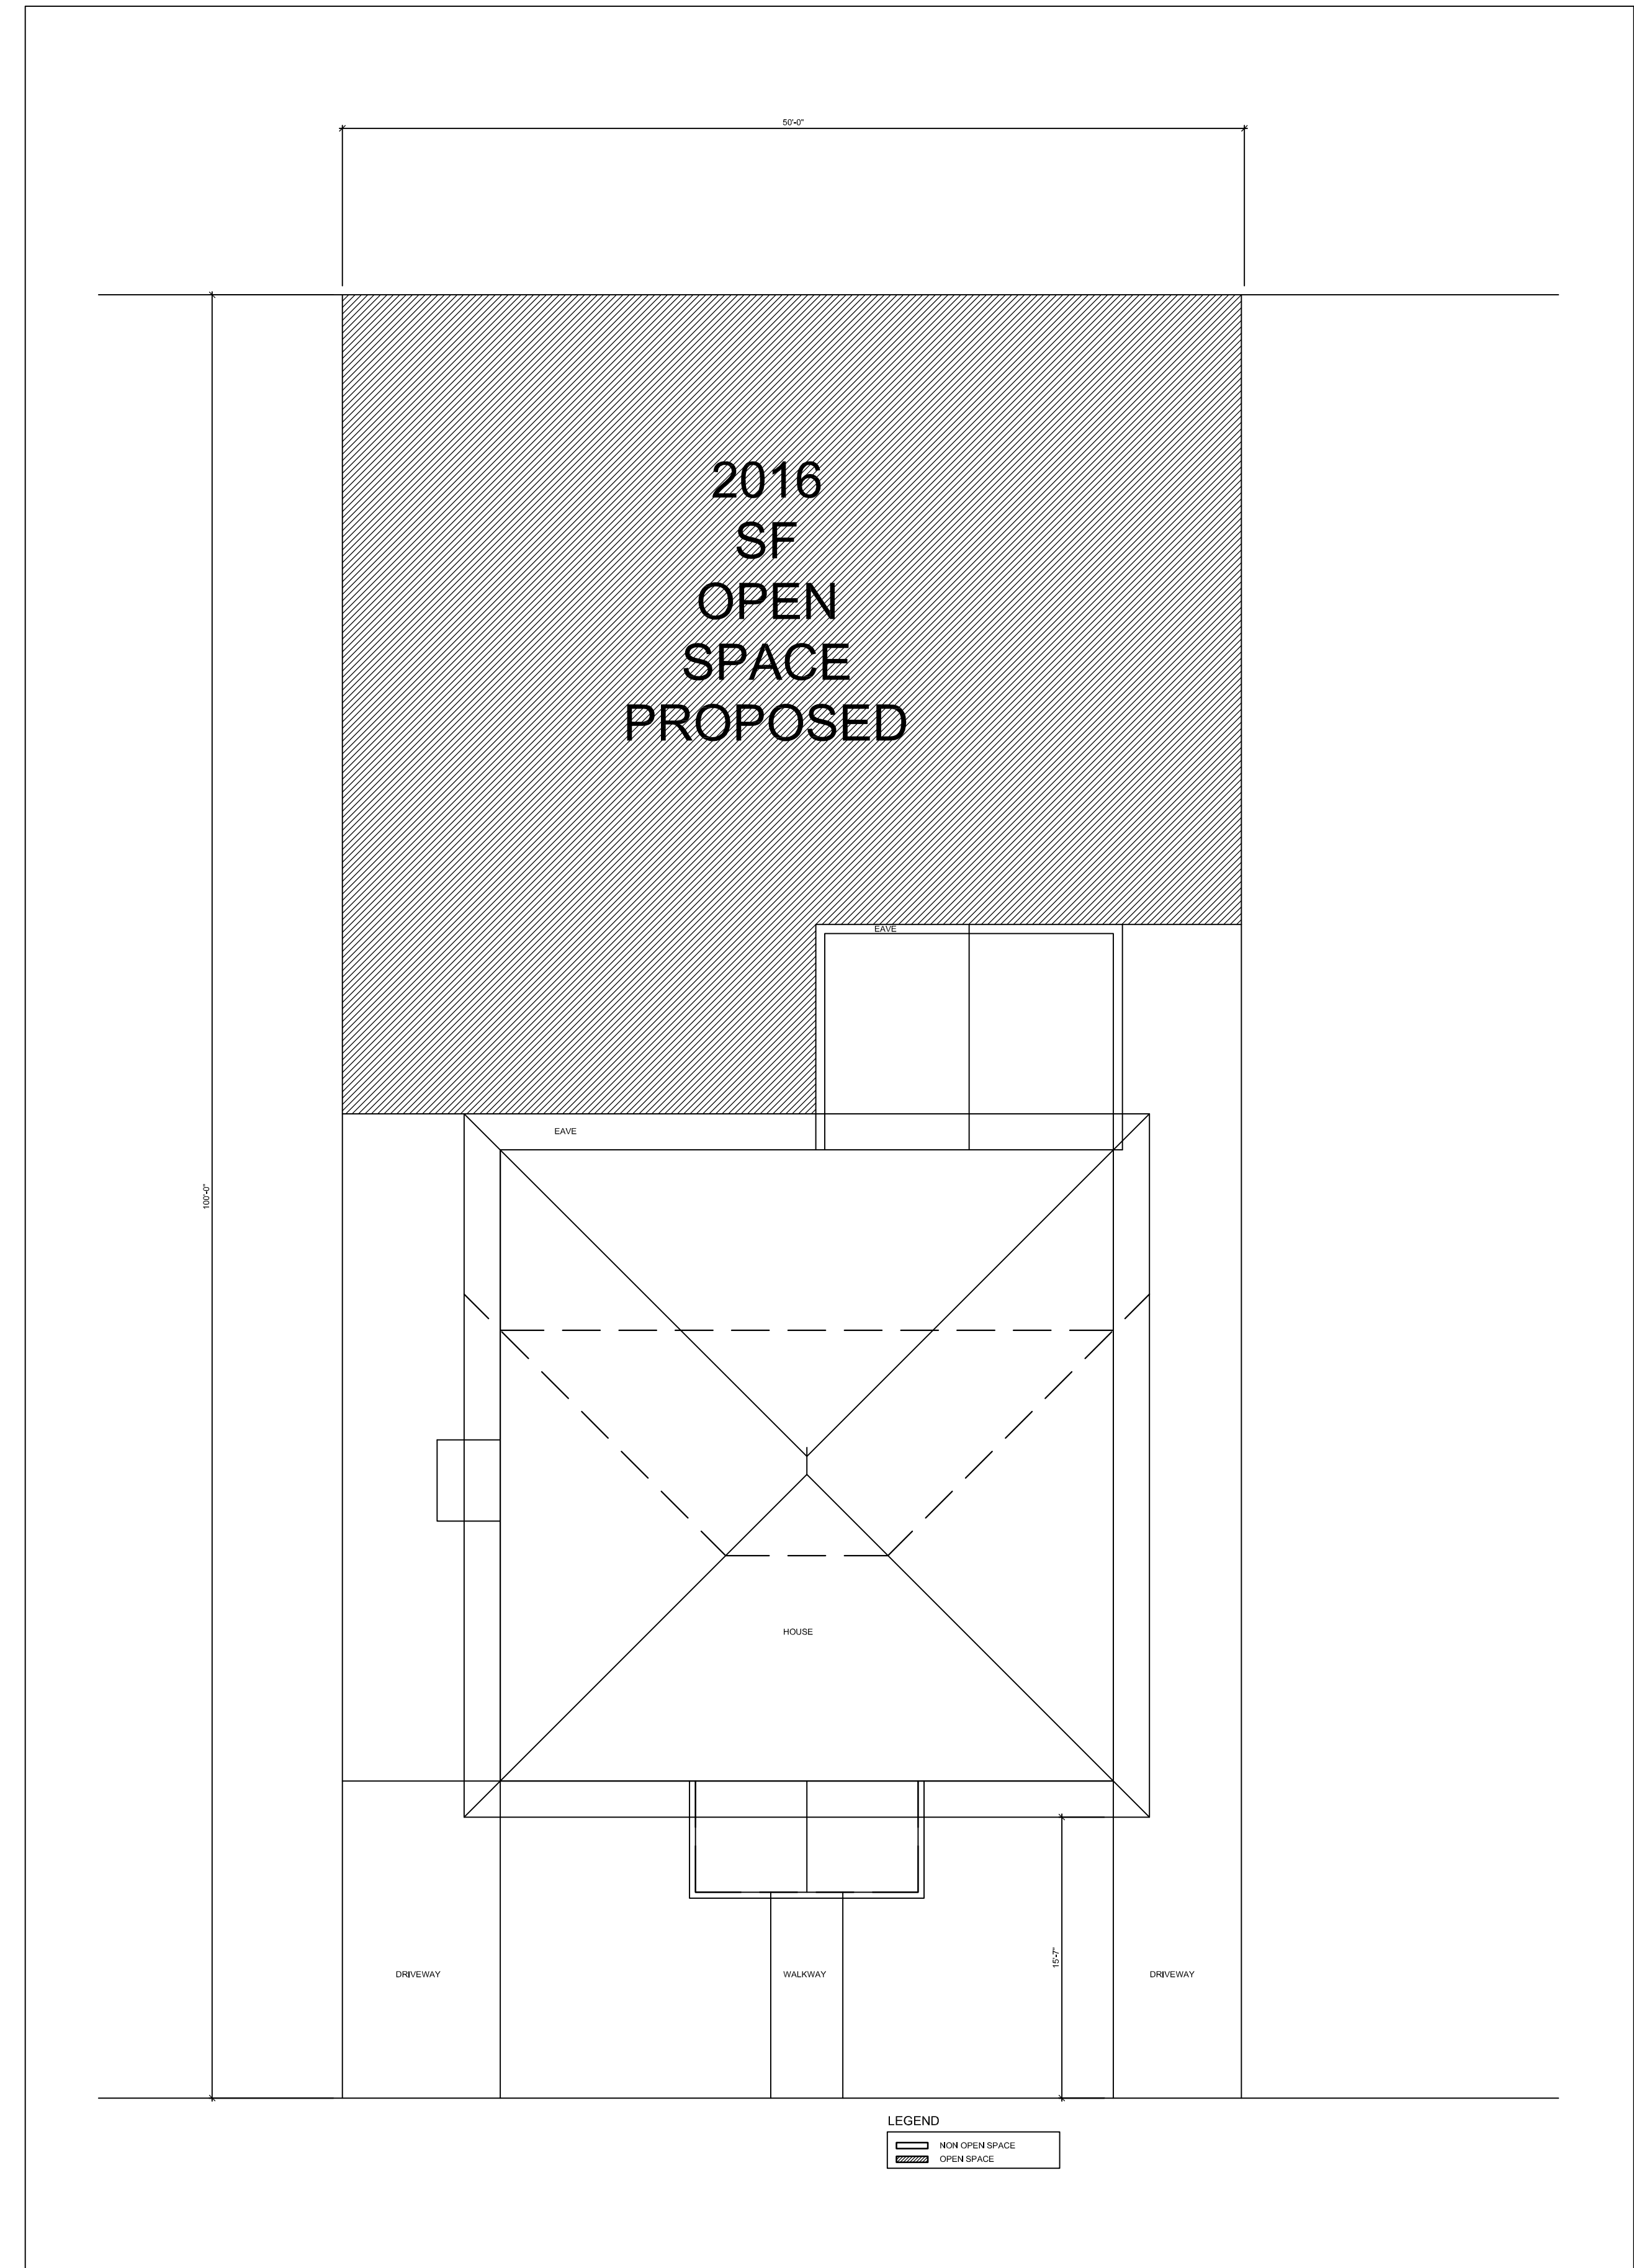 50'-0"
2016
SF
OPEN
SPACE
PROPOSED
EAVE
EAVE
100'-0"
HOUSE
DRIVEWAY
WALKWAY
15'-7"
DRIVEWAY
LEGEND
NON OPEN SPACE
OPEN SPACE